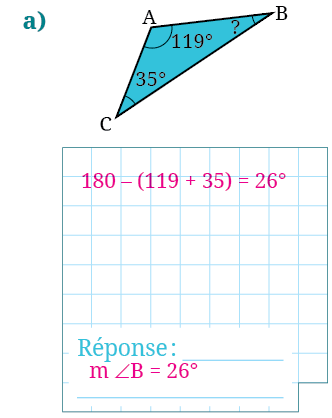 a)
A
B
119°
?
35°
C
180 – (119 + 35) = 26°
Réponse :
m ∠B = 26°